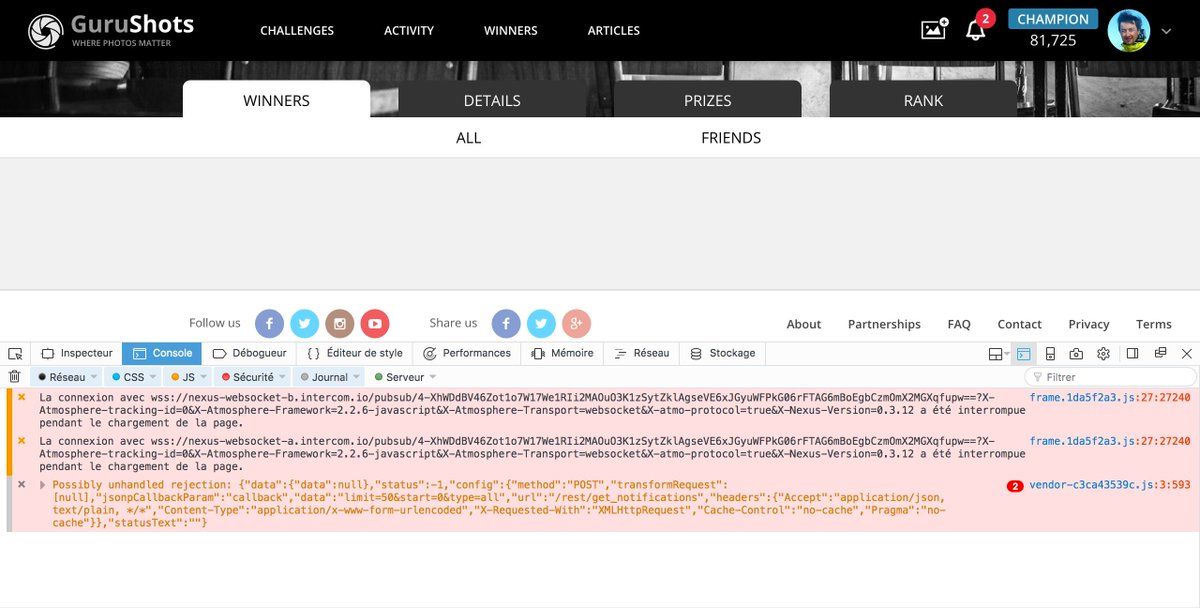 GuruShots
WHERE PHOTOS MATTER
CHALLENGES
ACTIVITY
WINNERS
ARTICLES
2
CHAMPION
81,725
WINNERS
DETAILS
PRIZES
RANK
ALL
FRIENDS
Follow us
Share us
About
Partnerships
FAQ
Contact
Privacy
Terms
Inspecteur
Console
Débogueur
{ } Éditeur de style
Performances
Mémoire
Réseau
Stockage
Réseau
CSS
JS
Sécurité
Journal
Serveur
Filtrer
La connexion avec wss://nexus-websocket-b.intercom.io/pubsub/4-XhWDdBV46Zot1o7W17We1RIi2MAOuO3K1zSytZklAgseVE6xJGyuWFPkG06rFTAG6mBoEgbCzmOmX2MGXqfupw==?X-
Atmosphere-tracking-id=0&X-Atmosphere-Framework=2.2.6-javascript&X-Atmosphere-Transport=websocket&X-atmo-protocol=true&X-Nexus-Version=0.3.12 a été interrompue
pendant le chargement de la page.
frame.1da5f2a3.js:27:27240
La connexion avec wss://nexus-websocket-a.intercom.io/pubsub/4-XhWDdBV46Zot1o7W17We1RIi2MAOuO3K1zSytZklAgseVE6xJGyuWFPkG06rFTAG6mBoEgbCzmOmX2MGXqfupw==?X-
Atmosphere-tracking-id=0&X-Atmosphere-Framework=2.2.6-javascript&X-Atmosphere-Transport=websocket&X-atmo-protocol=true&X-Nexus-Version=0.3.12 a été interrompue
pendant le chargement de la page.
frame.1da5f2a3.js:27:27240
Possibly unhandled rejection: {"data":{"data":null},"status":-1,"config":{"method":"POST","transformRequest":
[null],"jsonpCallbackParam":"callback","data":"limit=50&start=0&type=all","url":"/rest/get_notifications","headers":{"Accept":"application/json,
text/plain, */*","Content-Type":"application/x-www-form-urlencoded","X-Requested-With":"XMLHttpRequest","Cache-Control":"no-cache","Pragma":"no-
cache"}},"statusText":""}
2
vendor-c3ca43539c.js:3:593